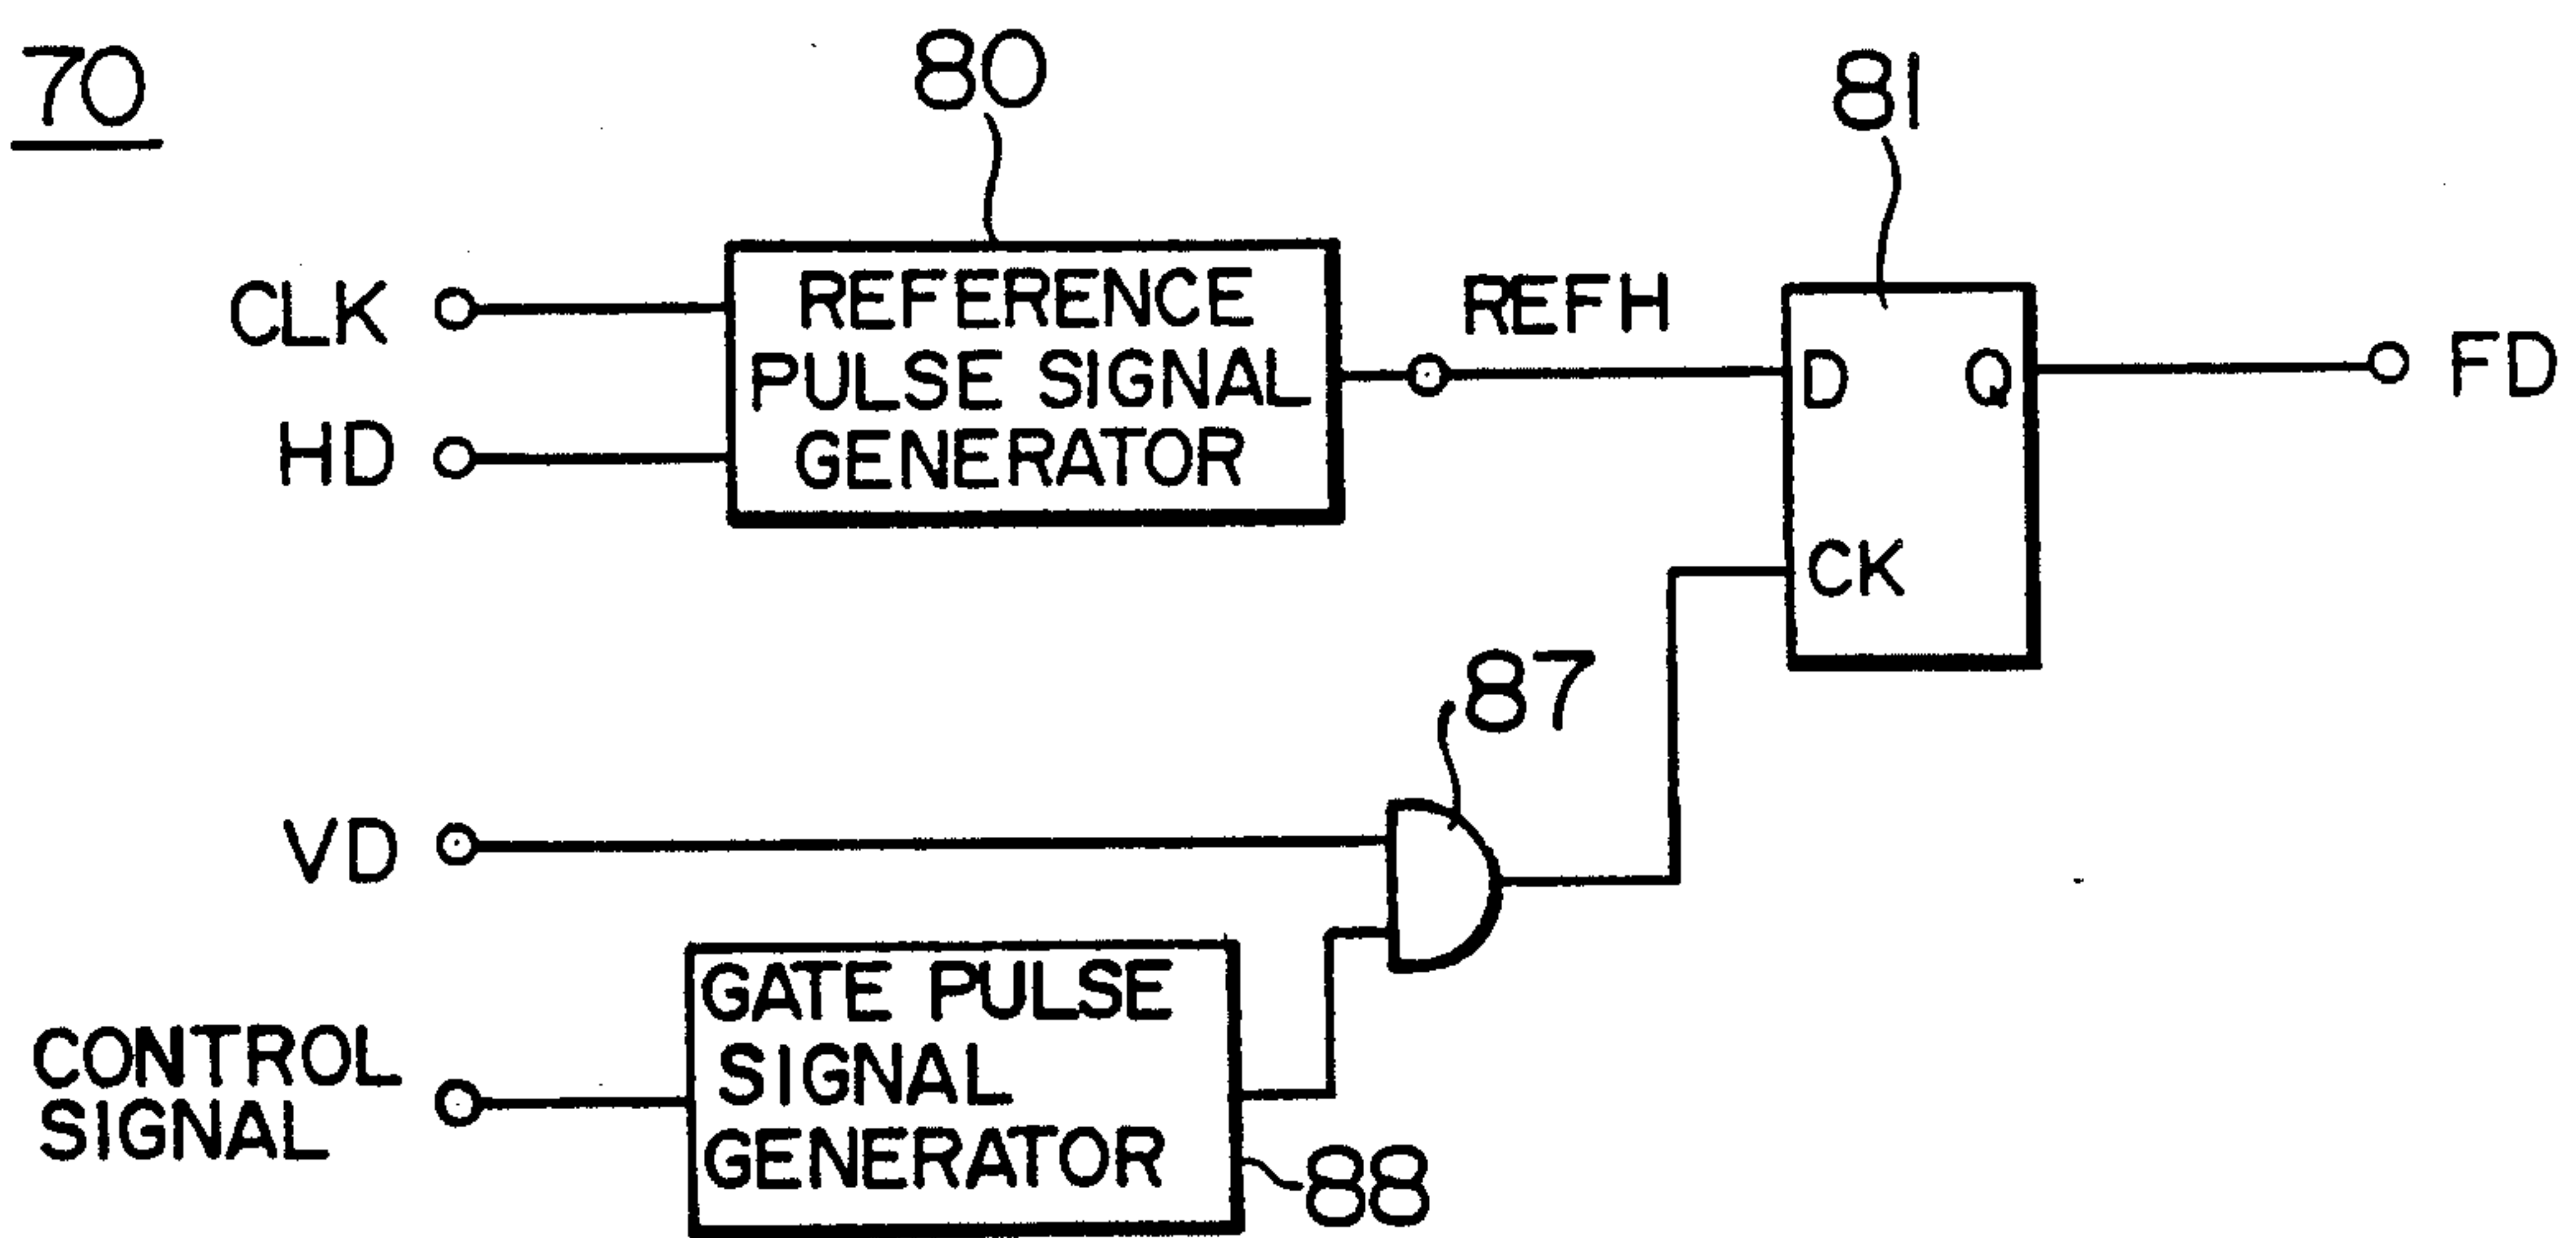 70
80
81
CLK
REFERENCE
PULSE SIGNAL
GENERATOR
REFH
HD
D
Q
FD
CK
87
VD
GATE PULSE
SIGNAL
GENERATOR
CONTROL
SIGNAL
88